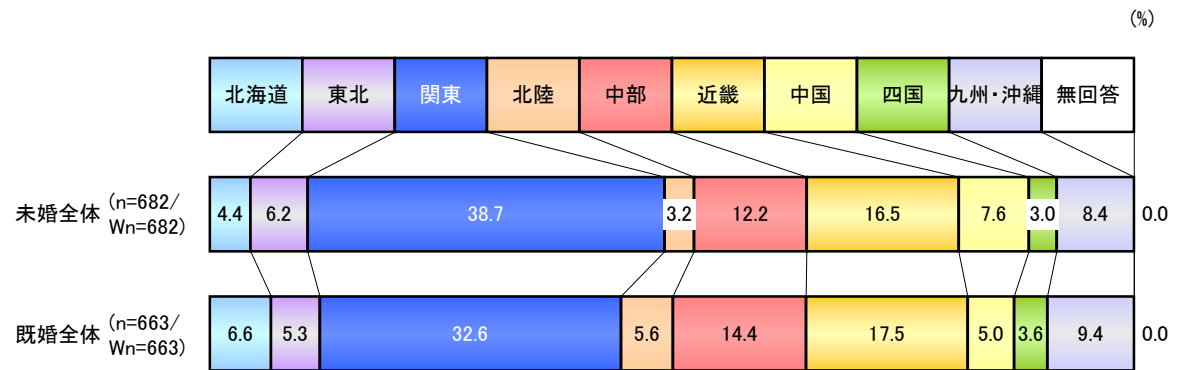 (%)
北海道 東北 関東 北陸 中部 近畿 中国 四国 九州・沖縄 無回答
未婚全体 (n=682/
Wn=682)
4.4 6.2 38.7 3.2 12.2 16.5 7.6 3.0 8.4 0.0
既婚全体 (n=663/
Wn=663)
6.6 5.3 32.6 5.6 14.4 17.5 5.0 3.6 9.4 0.0